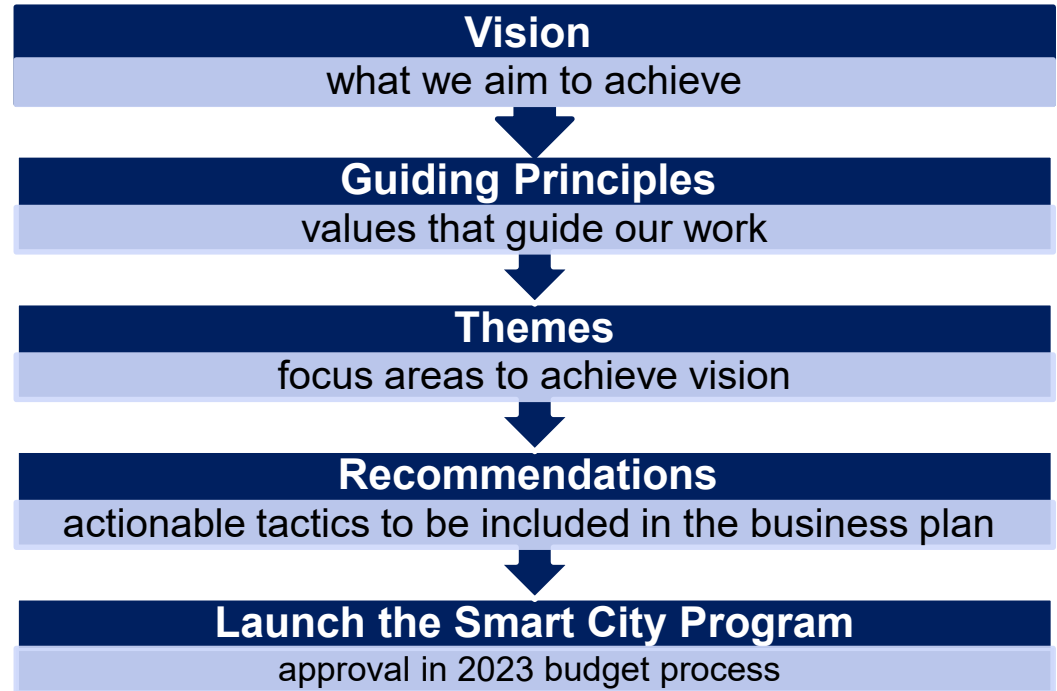 Vision
what we aim to achieve
Guiding Principles
values that guide our work
Themes
focus areas to achieve vision
Recommendations
actionable tactics to be included in the business plan
Launch the Smart City Program
approval in 2023 budget process